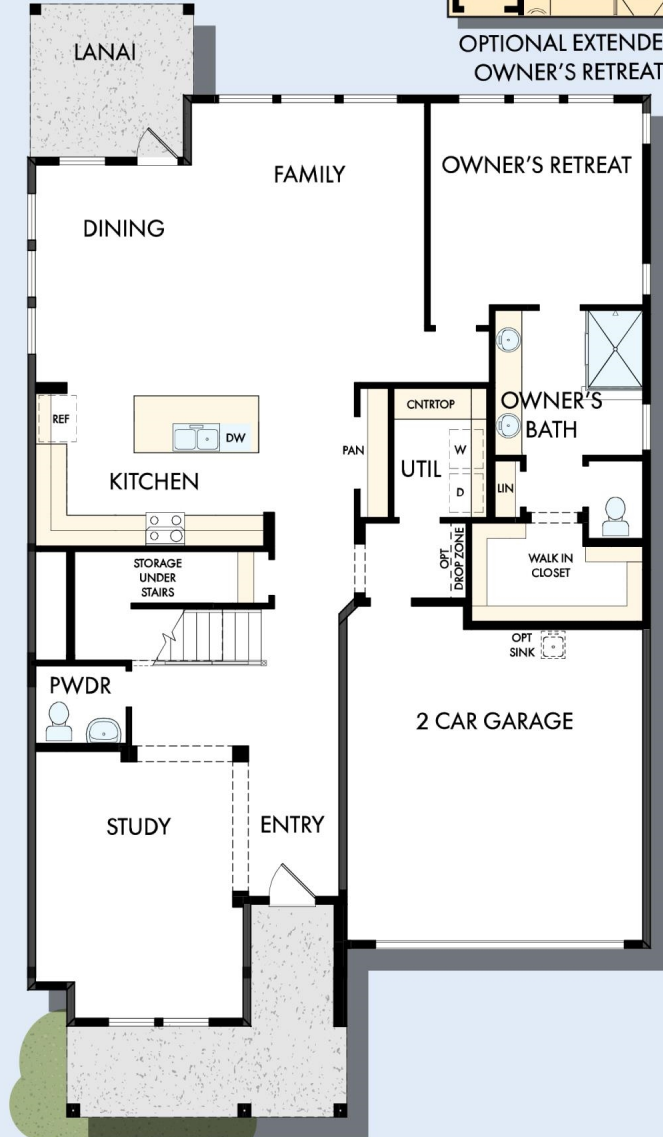 OPTIONAL EXTENDE
OWNER'S RETREAT
LANAI
FAMILY
OWNER'S RETREAT
DINING
REF
DW
KITCHEN
PAN
CNTRTOP
UTIL
W
D
OWNER'S
BATH
LIN
STORAGE
UNDER
STAIRS
OPT
DROP ZONE
WALK IN
CLOSET
OPT
SINK
PWDR
2 CAR GARAGE
STUDY
ENTRY